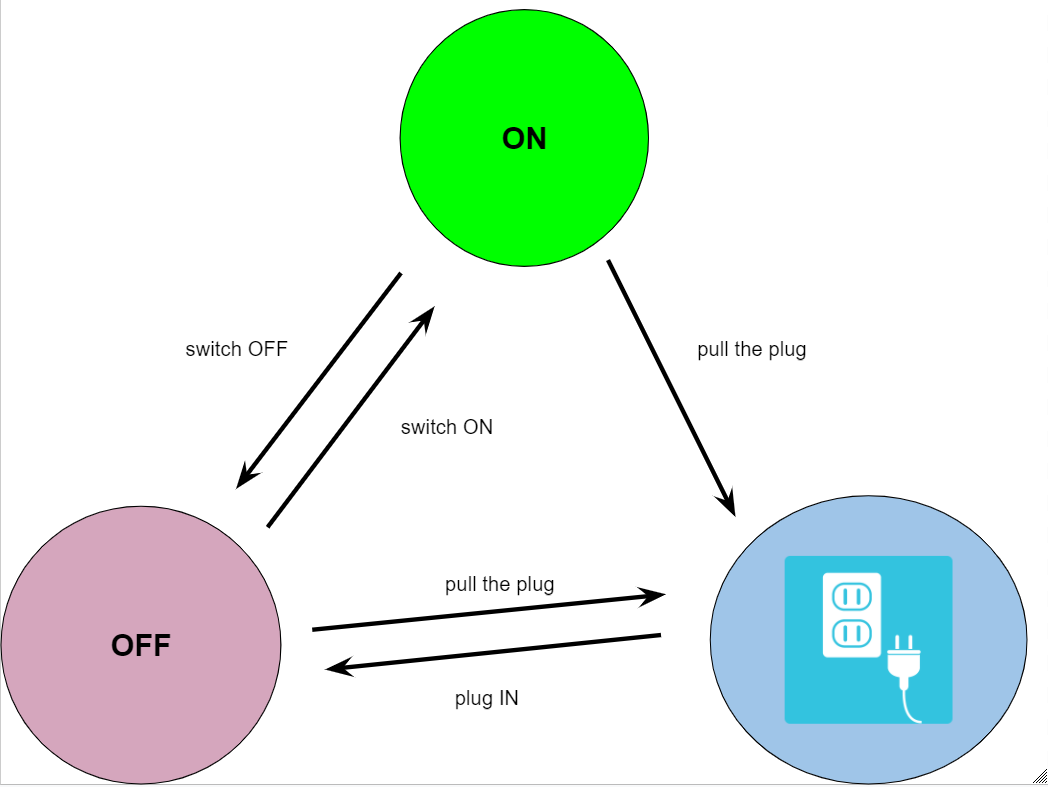 ON
switch OFF
pull the plug
switch ON
pull the plug
OFF
plug IN